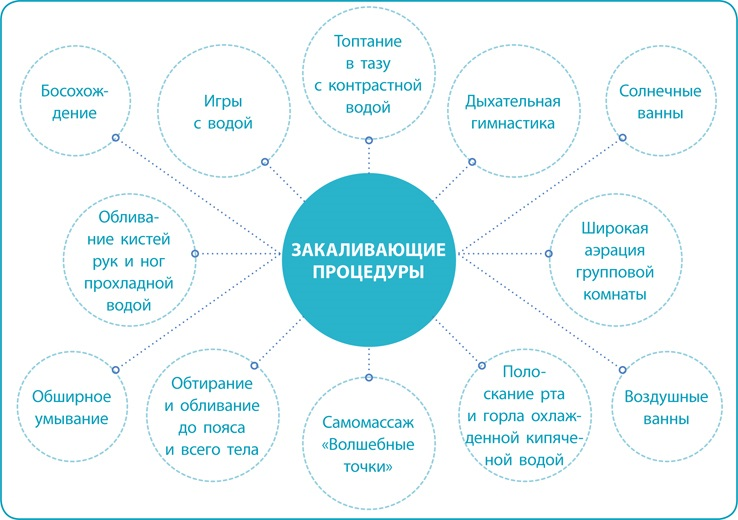 Топтание
в тазу
с контрастной
водой
Босохож-
дение
Игры
с водой
Дыхательная
гимнастика
Солнечные
ванны
ЗАКАЛИВАЮЩИЕ
ПРОЦЕДУРЫ
Облива-
ние кистей
рук и ног
прохладной
водой
Широкая
аэрация
групповой
комнаты
Обширное
умывание
Обтирание
и обливание
до пояса
и всего тела
Самомассаж
«Волшебные
точки»
Поло-
скание рта
и горла охлаж-
денной кипяче-
ной водой
Воздушные
ванны